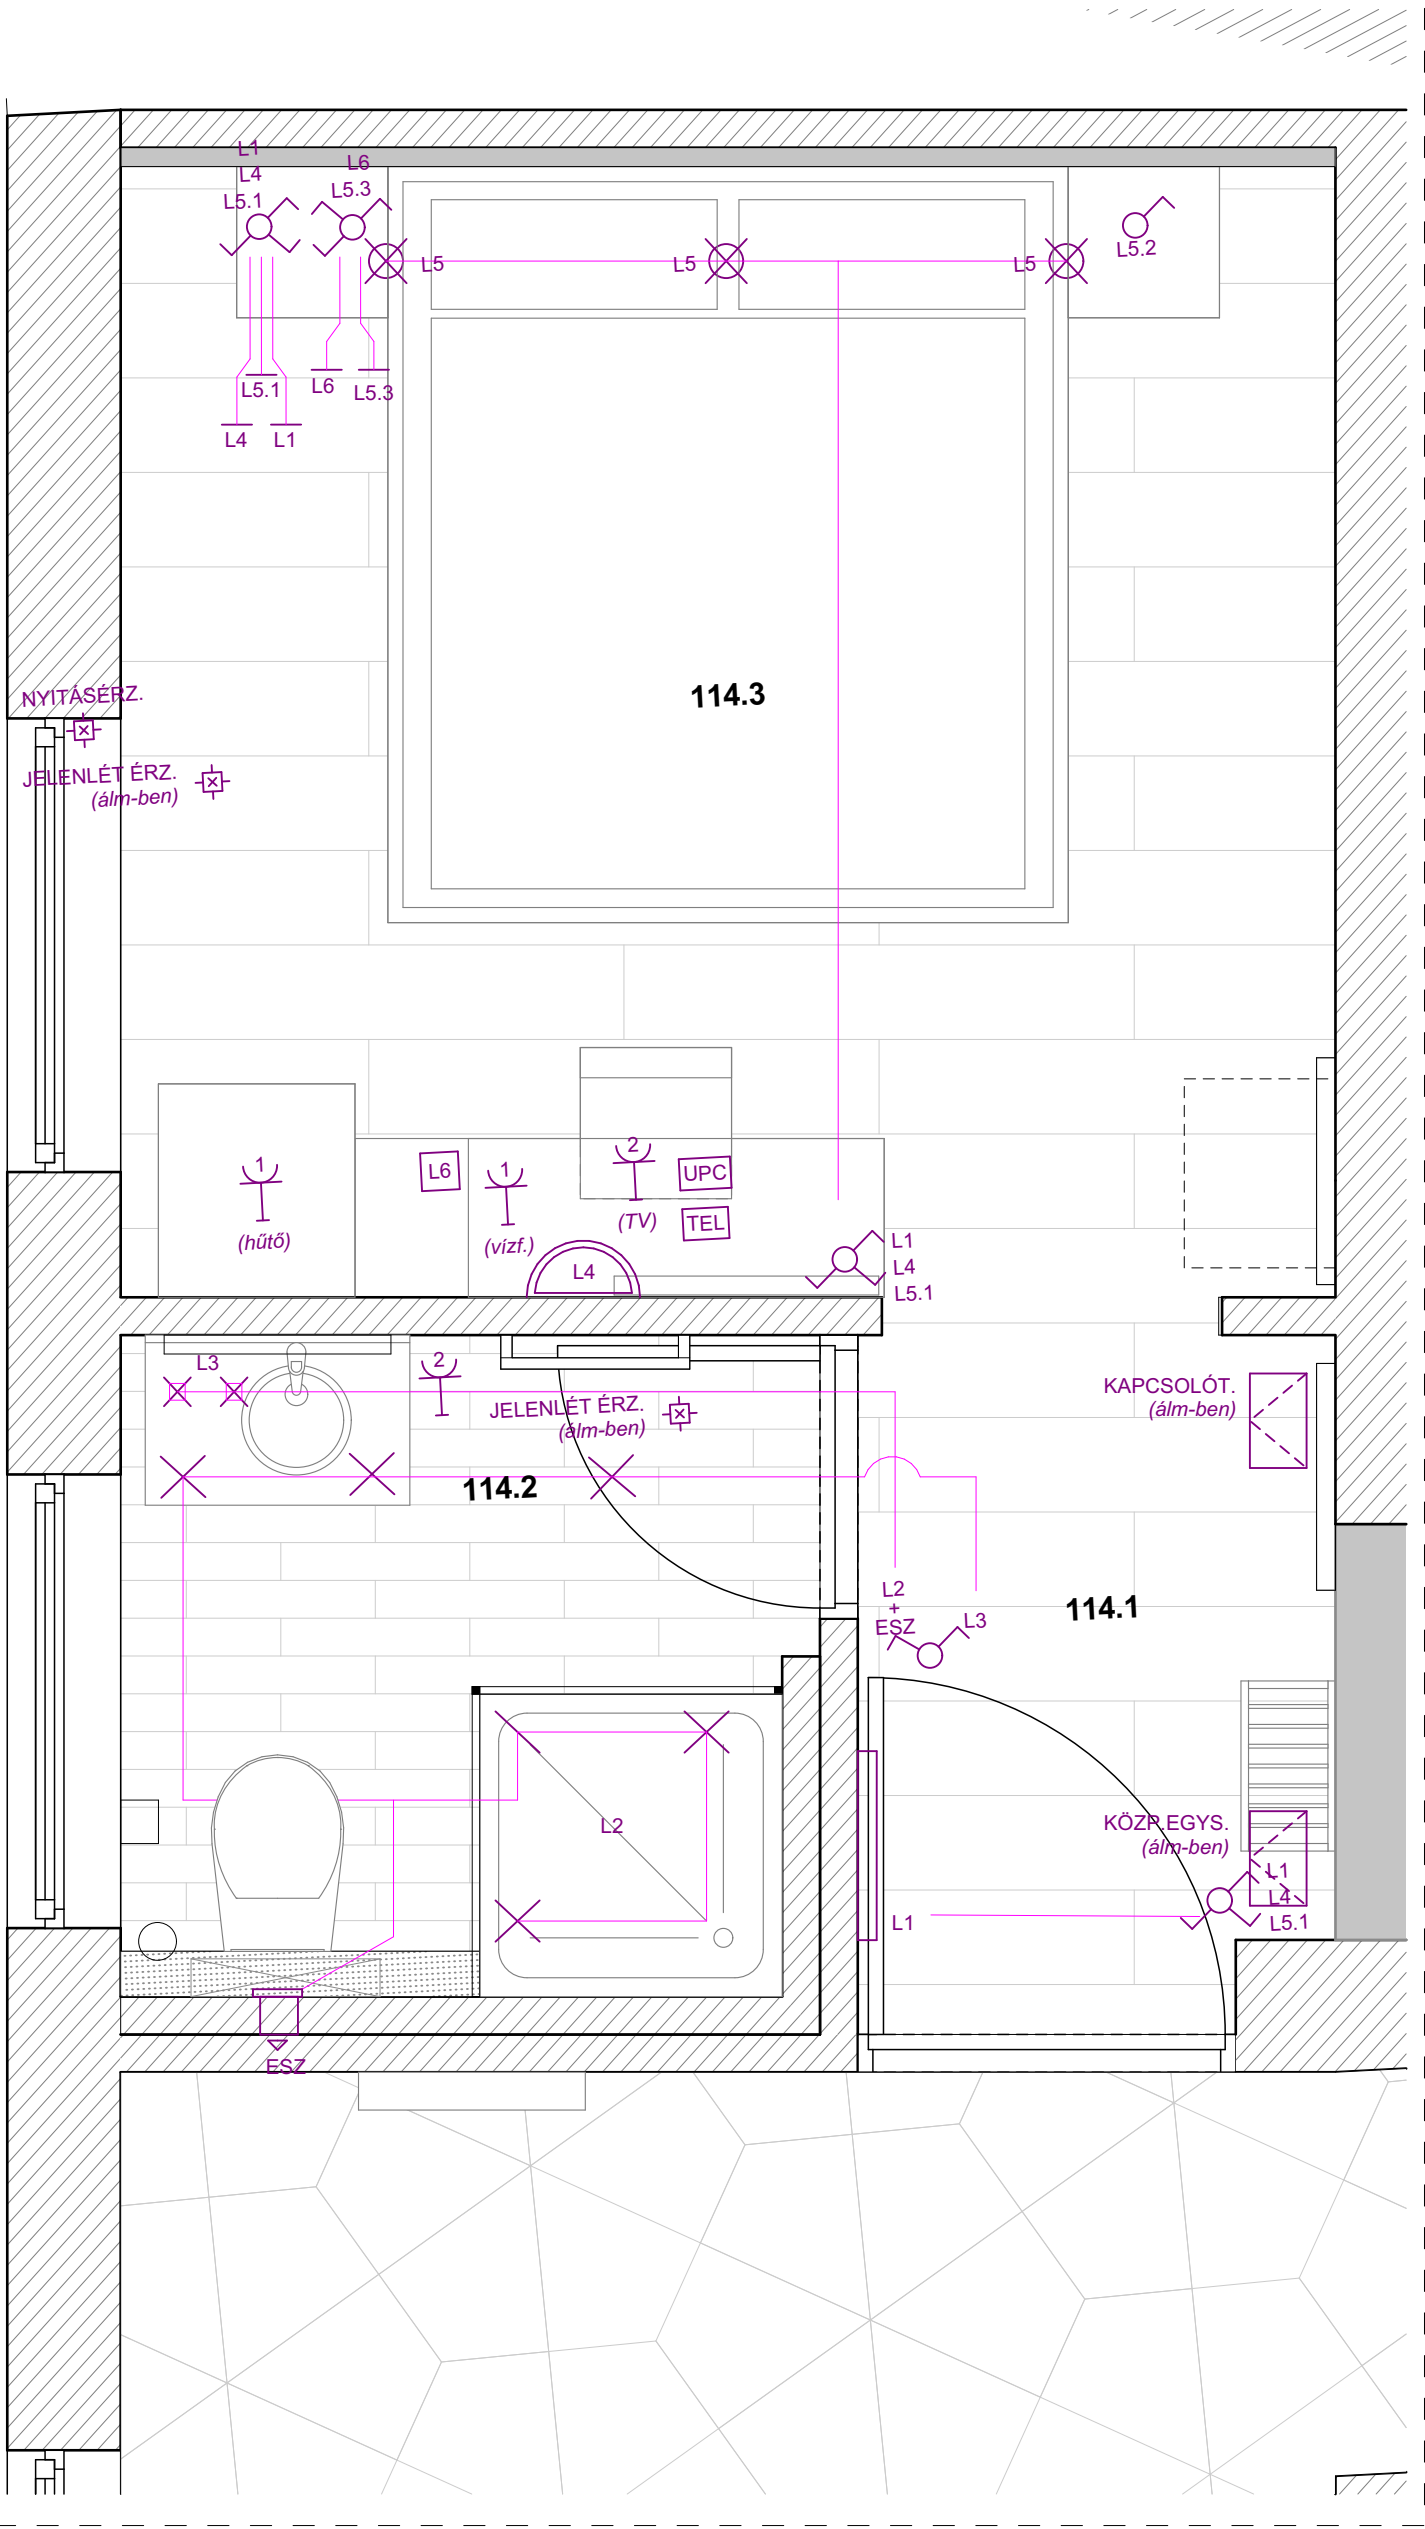 L1
L4
L5.1
L6
L5.3
L5
L5
L5
L5.2
L5.1
L6
L5.3
L4
L1
114.3
NYITÁSÉRZ.
JELENLÉT ÉRZ.
(álm-ben)
1
(hűtő)
L6
1
(vízf.)
2
(TV)
UPC
TEL
L4
L1
L4
L5.1
L3
2
JELENLÉT ÉRZ.
(álm-ben)
114.2
KAPCSOLÓT.
(álm-ben)
L2
+
ESZ
L3
114.1
L2
KÖZP.EGYS.
(álm-ben)
L1
L4
L5.1
L1
ESZ